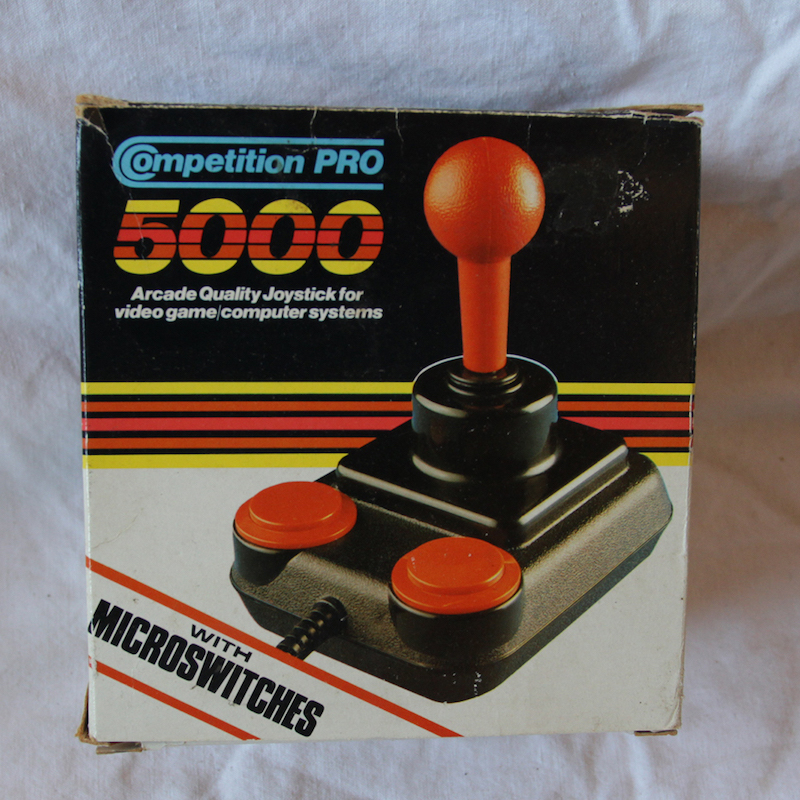 Competition PRO
5000
Arcade Quality Joystick for
video game/computer systems
WITH
MICROSWITCHES